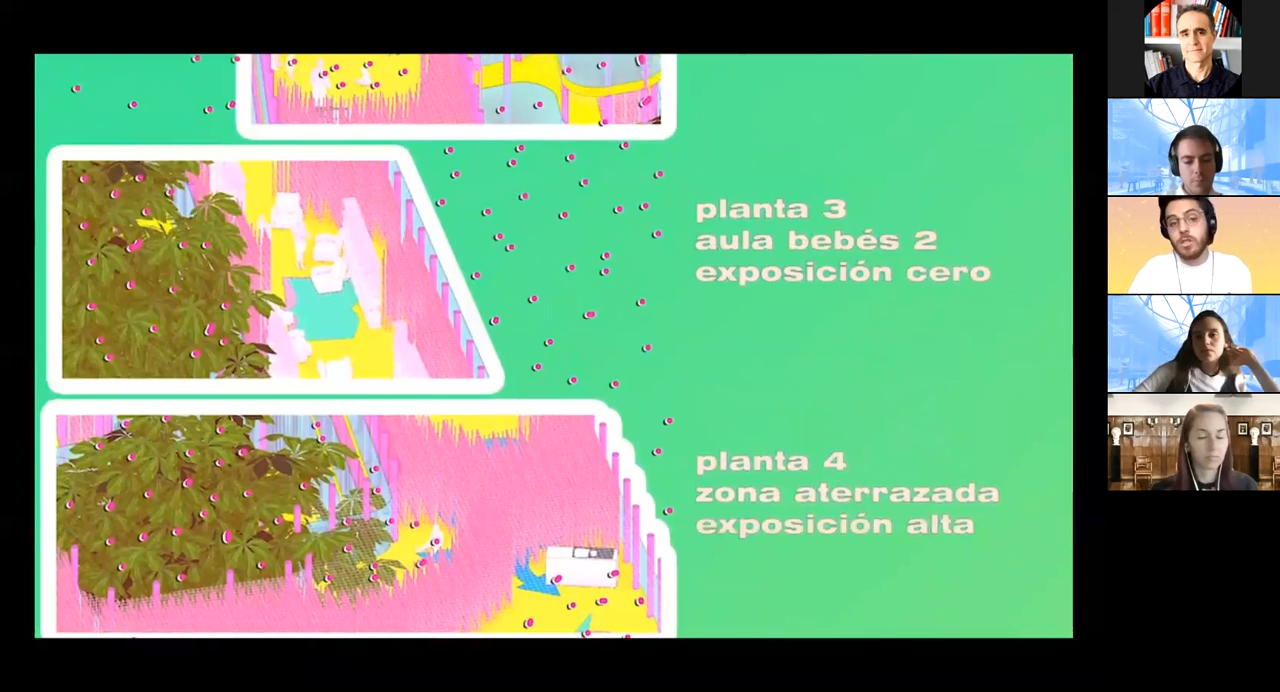 planta 3
aula bebés 2
exposición cero
planta 4
zona aterrazada
exposición alta